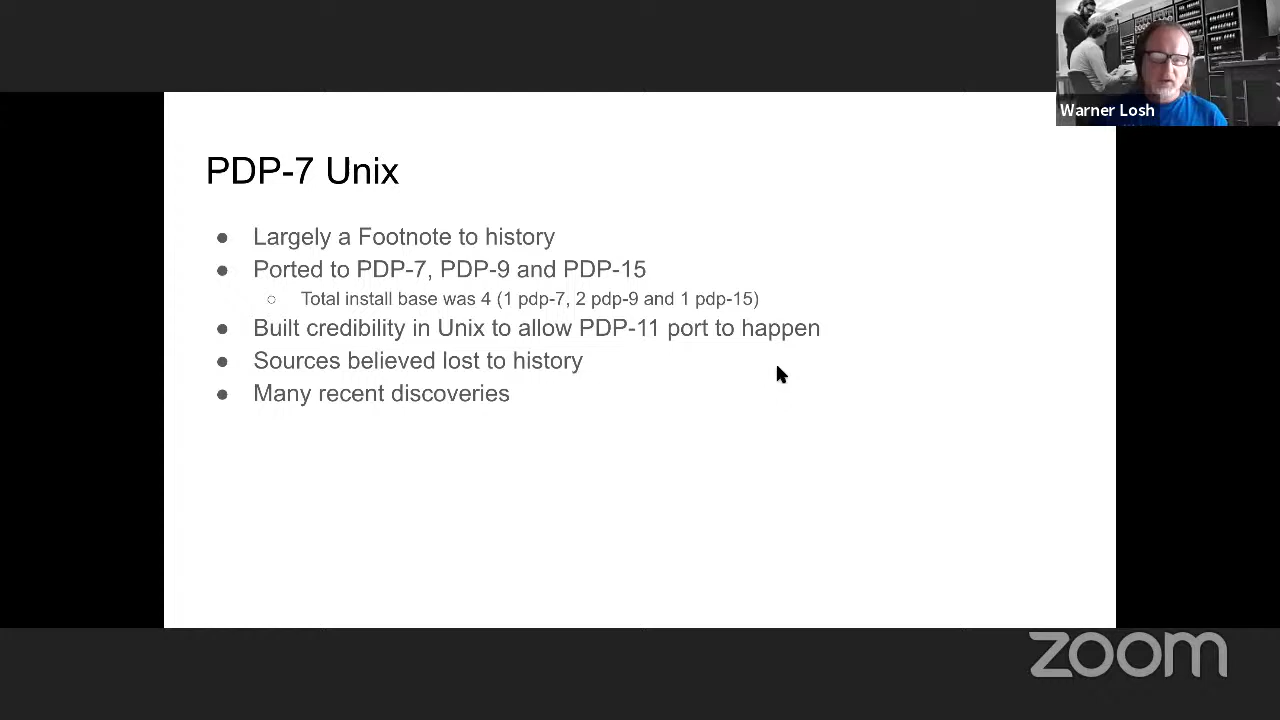 Warner Losh
PDP-7 Unix
● Largely a Footnote to history
● Ported to PDP-7, PDP-9 and PDP-15
○ Total install base was 4 (1 pdp-7, 2 pdp-9 and 1 pdp-15)
● Built credibility in Unix to allow PDP-11 port to happen
● Sources believed lost to history
● Many recent discoveries
zoom